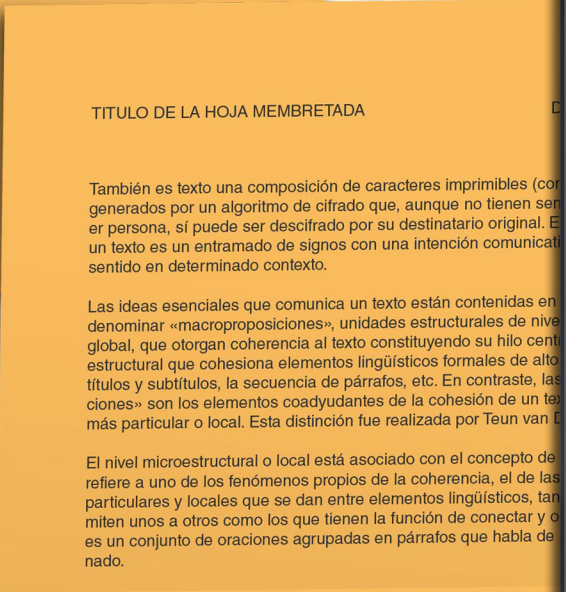 TITULO DE LA HOJA MEMBRETADA
También es texto una composición de caracteres imprimibles
generados por un algoritmo de cifrado que, aunque no tienen
er persona, sí puede ser descifrado por su destinatario original.
un texto es un entramado de signos con una intención
sentido en determinado contexto.
Las ideas esenciales que comunica un texto están contenidas en
denominar «macroproposiciones», unidades estructurales de
global, que otorgan coherencia al texto constituyendo su hilo
estructural que cohesiona elementos lingüísticos formales de alto
títulos y subtítulos, la secuencia de párrafos, etc. En contraste, las
ciones» son los elementos coadyudantes de la cohesión de un
más particular o local. Esta distinción fue realizada por Teun van
El nivel microestructural o local está asociado con el concepto de
refiere a uno de los fenómenos propios de la coherencia, el de las
particulares y locales que se dan entre elementos lingüísticos,
miten unos a otros como los que tienen la función de conectar y
es un conjunto de oraciones agrupadas en párrafos que habla de
nado.